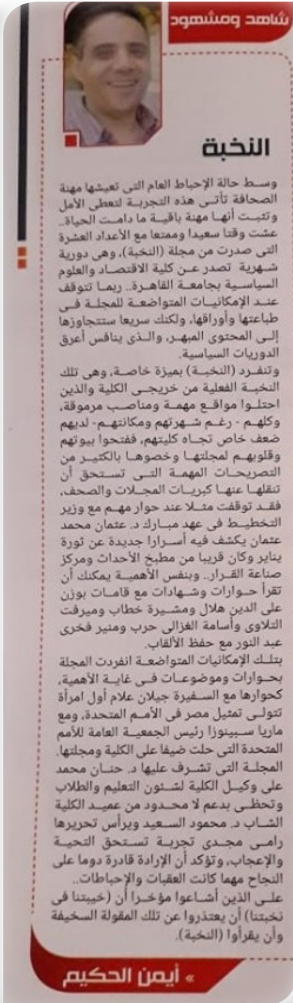 شاهد ومشهود
النخبة
وسط حالة الإحباط العام التى تعيشها مهنة
الصحافة تأتى هذه التجربة لتعطى الأمل
وتثبت أنها مهنة باقية ما دامت الحياة..
عشت وقتا سعيدا وممتعا مع الأعداد العشرة
التى صدرت من مجلة (النخبة)، وهى دورية
شهرية تصدر عن كلية الاقتصاد والعلوم
السياسية بجامعة القاهرة.. ربما تتوقف
عند الإمكانيات المتواضعة للمجلة فى
طباعتها وأوراقها، ولكنك سريعا ستتجاوزها
إلى المحتوى المبهر، والذى ينافس أعرق
الدوريات السياسية.
وتنفرد (النخبة) بميزة خاصة، وهى تلك
النخبة الفعلية من خريجى الكلية والذين
احتلوا مواقع مهمة ومناصب مرموقة،
وكلهم - رغم شهرتهم ومكانتهم- لديهم
ضعف خاص تجاه كليتهم، ففتحوا بيوتهم
وقلوبهم لمجلتها وخصوها بالكثير من
التصريحات المهمة التى تستحق أن
تنقلها عنها كبريات المجلات والصحف،
فقد توقفت مثلا عند حوار مهم مع وزير
التخطيط فى عهد مبارك د. عثمان محمد
عثمان يكشف فيه أسرارا جديدة عن ثورة
يناير وكان قريبا من مطبخ الأحداث ومركز
صناعة القرار.. وبنفس الأهمية يمكنك أن
تقرأ حوارات وشهادات مع قامات بوزن
على الدين هلال ومشيرة خطاب وميرفت
التلاوى وأسامة الغزالى حرب ومنير فخرى
عبد النور مع حفظ الألقاب.
بتلك الإمكانيات المتواضعة انفردت المجلة
بحوارات وموضوعات فى غاية الأهمية،
كحوارها مع السفيرة جيلان علام أول امرأة
تتولى تمثيل مصر فى الأمم المتحدة، ومع
ماريا سبينوزا رئيس الجمعية العامة للأمم
المتحدة التى حلت ضيفا على الكلية ومجلتها.
المجلة التى تشرف عليها د. حنان محمد
على وكيل الكلية لشئون التعليم والطلاب
وتحظى بدعم لا محدود من عميد الكلية
الشاب د. محمود السعيد ويرأس تحريرها
رامى مجدى تجربة تستحق التحية
والإعجاب، وتؤكد أن الإرادة قادرة دوما على
النجاح مهما كانت العقبات والإحباطات..
على الذين أشاعوا مؤخرا أن (خيبتنا فى
نخبتنا) أن يعتذروا عن تلك المقولة السخيفة
وأن يقرأوا (النخبة).
» أيمن الحكيم